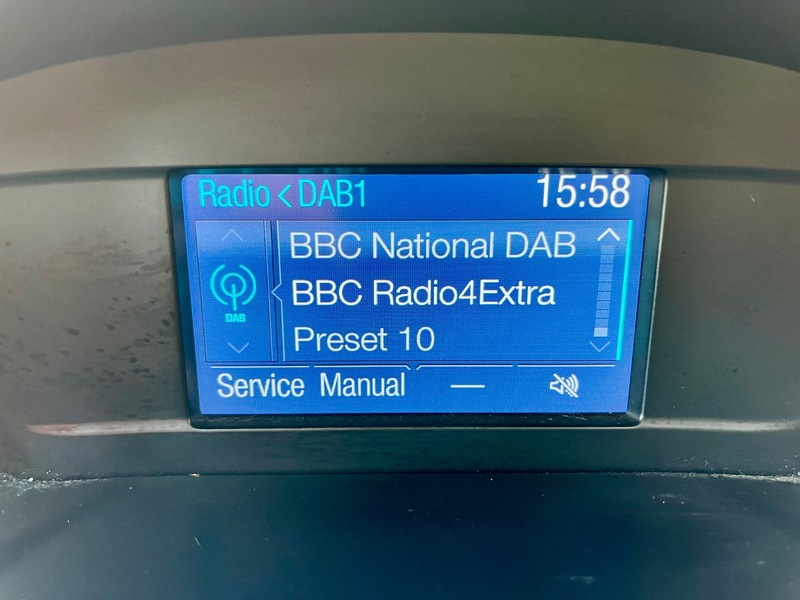 Radio < DAB1 15:58
BBC National DAB
BBC Radio4Extra
DAB
Preset 10
Service Manual